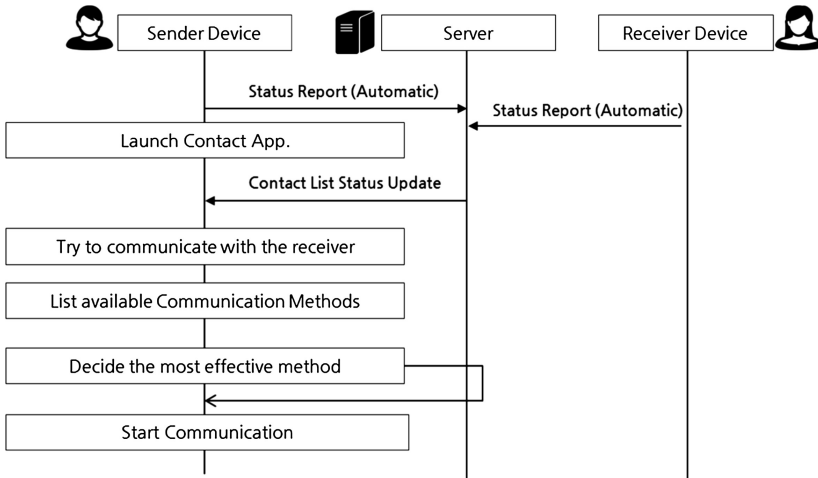 Sender Device
Server
Receiver Device
Status Report (Automatic)
Status Report (Automatic)
Launch Contact App.
Contact List Status Update
Try to communicate with the receiver
List available Communication Methods
Decide the most effective method
Start Communication